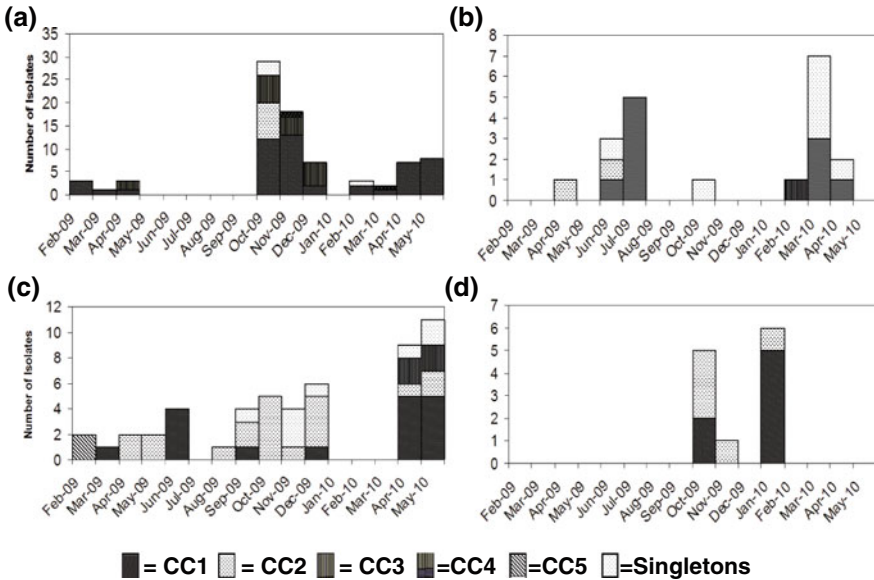 (a)
Number of Isolates
35
30
25
20
15
10
5
0
Feb-09
Mar-09
Apr-09
May-09
Jun-09
Jul-09
Aug-09
Sep-09
Oct-09
Nov-09
Dec-09
Jan-10
Feb-10
Mar-10
Apr-10
May-10
(b)
8
7
6
5
4
3
2
1
0
Feb-09
Mar-09
Apr-09
May-09
Jun-09
Jul-09
Aug-09
Sep-09
Oct-09
Nov-09
Dec-09
Jan-10
Feb-10
Mar-10
Apr-10
May-10
(c)
Number of Isolates
12
10
8
6
4
2
0
Feb-09
Mar-09
Apr-09
May-09
Jun-09
Jul-09
Aug-09
Sep-09
Oct-09
Nov-09
Dec-09
Jan-10
Feb-10
Mar-10
Apr-10
May-10
(d)
7
6
5
4
3
2
1
0
Feb-09
Mar-09
Apr-09
May-09
Jun-09
Jul-09
Aug-09
Sep-09
Oct-09
Nov-09
Dec-09
Jan-10
Feb-10
Mar-10
Apr-10
May-10
= CC1 = CC2 = CC3 =CC4 =CC5 =Singletons